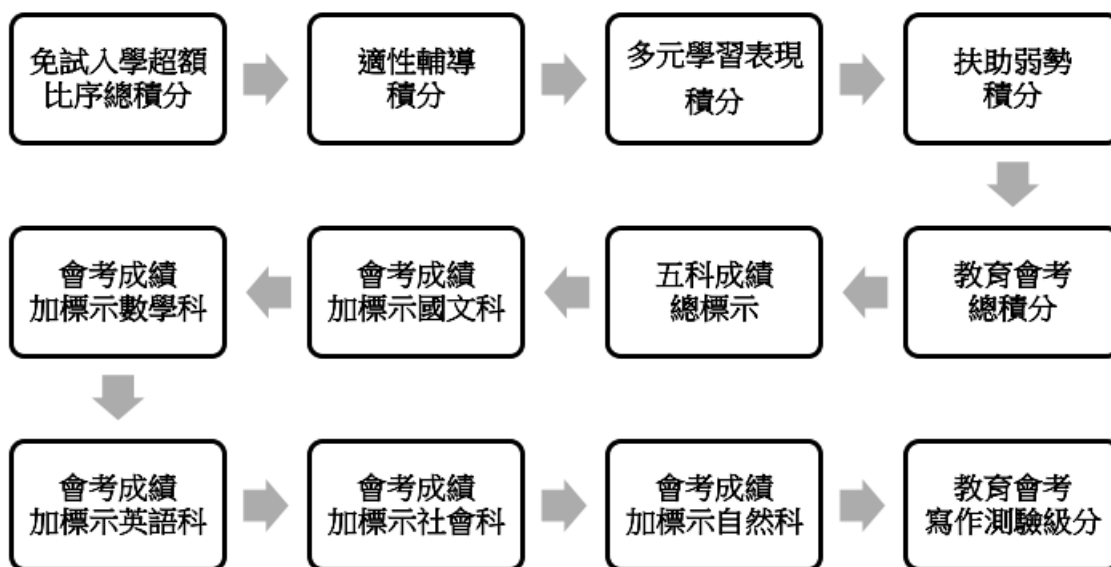 免試入學超額
比序總積分
適性輔導
積分
多元學習表現
積分
扶助弱勢
積分
教育會考
總積分
五科成績
總標示
會考成績
加標示國文科
會考成績
加標示數學科
會考成績
加標示英語科
會考成績
加標示社會科
會考成績
加標示自然科
教育會考
寫作測驗級分